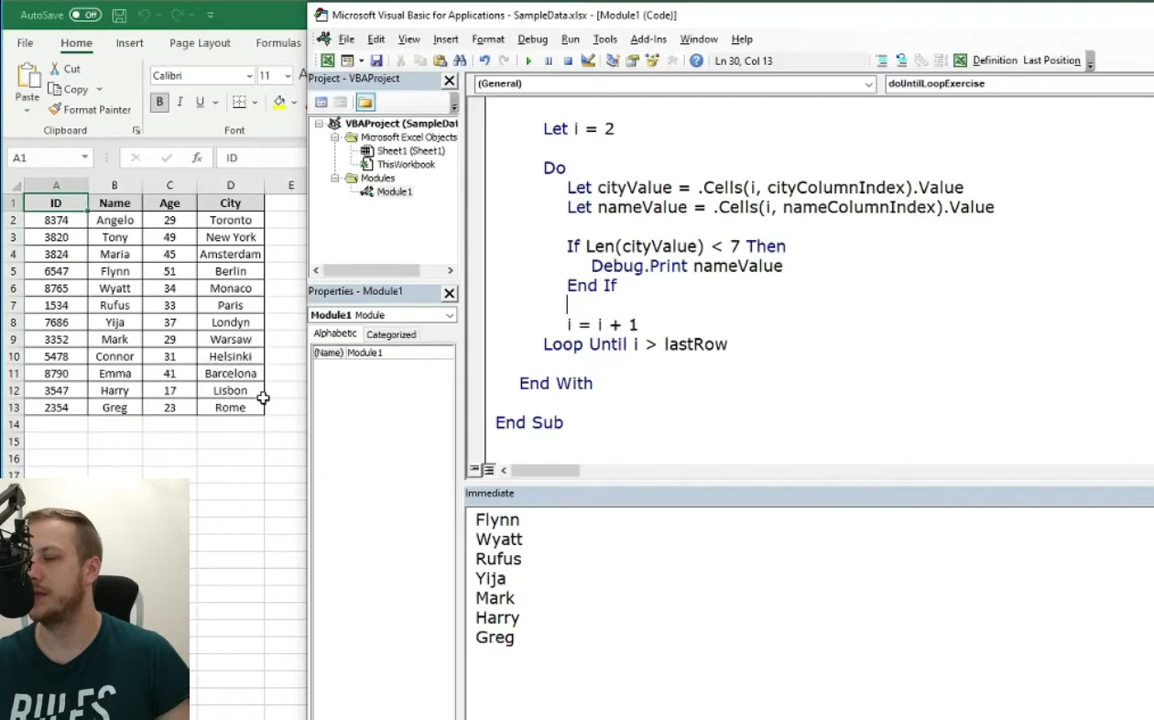 AutoSave Off
Microsoft Visual Basic for Applications - SampleData.xlsx - [Module1 (Code)]
File Home Insert Page Layout Formulas
File Edit View Insert Format Debug Run Tools Add-Ins Window Help
Cut
Copy
Format Painter
Paste
Clipboard
Calibri 11
B I U
Font
Ln 30, Col 13
Definition Last Position
Project - VBAProject
(General) doUntilLoopExercise
VBAProject (SampleDat
Microsoft Excel Objects
Sheet1 (Sheet1)
ThisWorkbook
Modules
Module1
A1 fx ID
A B C D E
1 ID Name Age City
2 8374 Angelo 29 Toronto
3 3820 Tony 49 New York
4 3824 Maria 45 Amsterdam
5 6547 Flynn 51 Berlin
6 8765 Wyatt 34 Monaco
7 1534 Rufus 33 Paris
8 7686 Yija 37 Londyn
9 3352 Mark 29 Warsaw
10 5478 Connor 31 Helsinki
11 8790 Emma 41 Barcelona
12 3547 Harry 17 Lisbon
13 2354 Greg 23 Rome
14
15
16
17
Properties - Module1
Module1 Module
Alphabetic Categorized
(Name) Module1
Let i = 2
Do
Let cityValue = .Cells(i, cityColumnIndex).Value
Let nameValue = .Cells(i, nameColumnIndex).Value
If Len(cityValue) < 7 Then
Debug.Print nameValue
End If
i = i + 1
Loop Until i > lastRow
End With
End Sub
Immediate
Flynn
Wyatt
Rufus
Yija
Mark
Harry
Greg
RULES